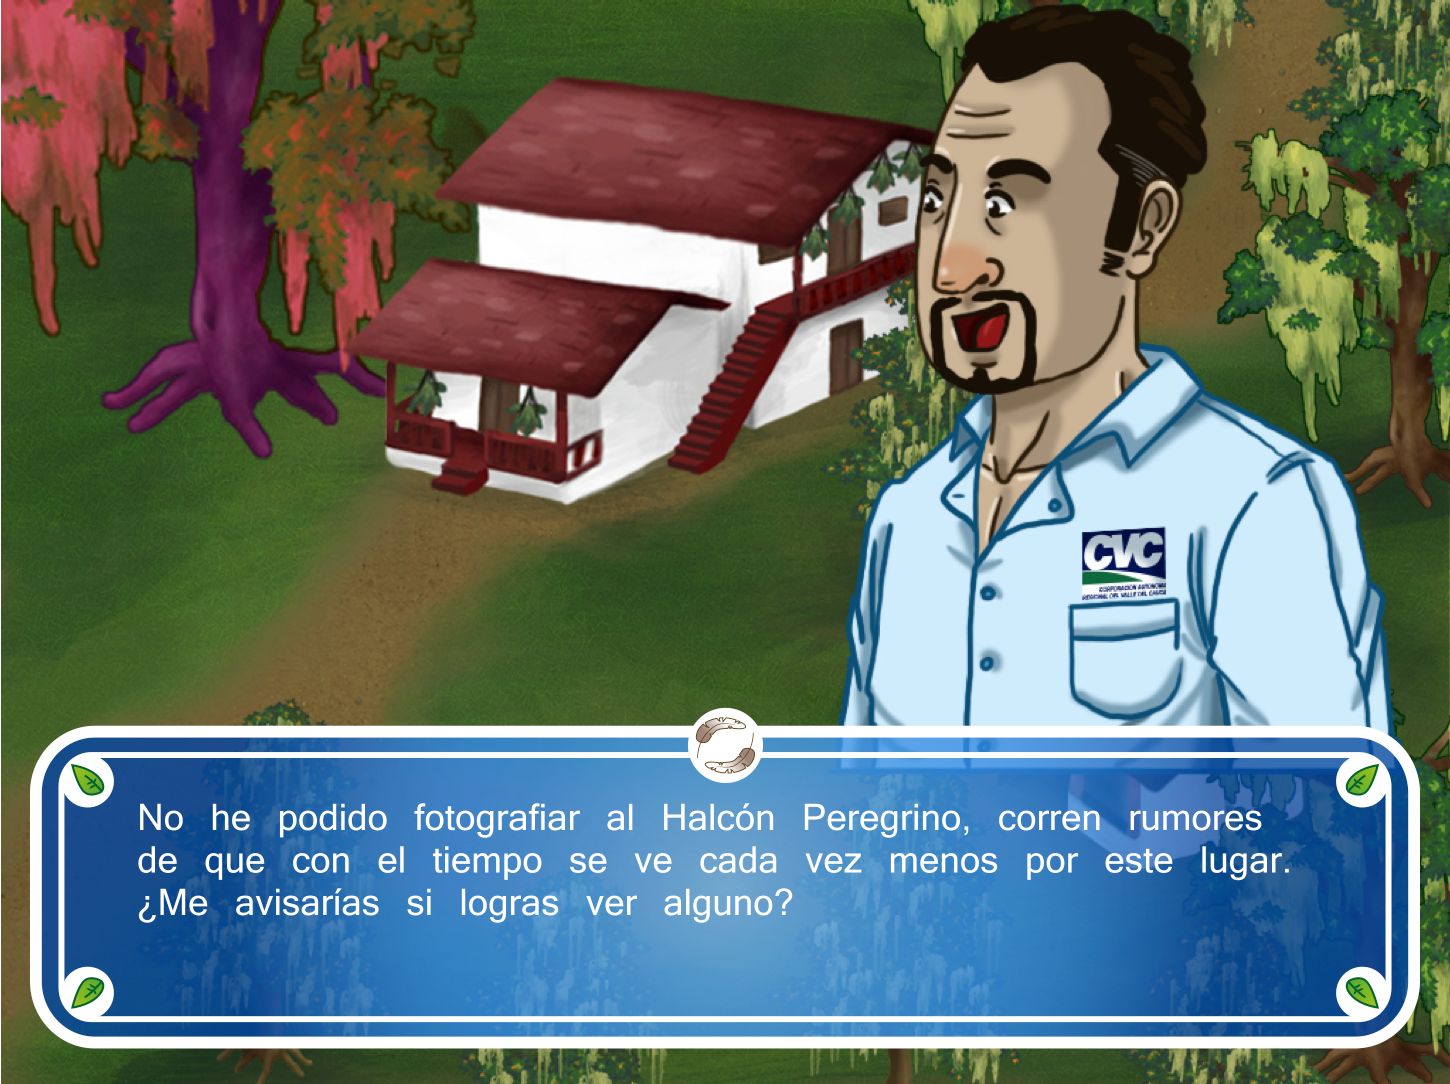 CVC
CORPORACIÓN AUTÓNOMA
REGIONAL DEL VALLE DEL CAUCA
No he podido fotografiar al Halcón Peregrino, corren rumores
de que con el tiempo se ve cada vez menos por este lugar.
¿Me avisarías si logras ver alguno?